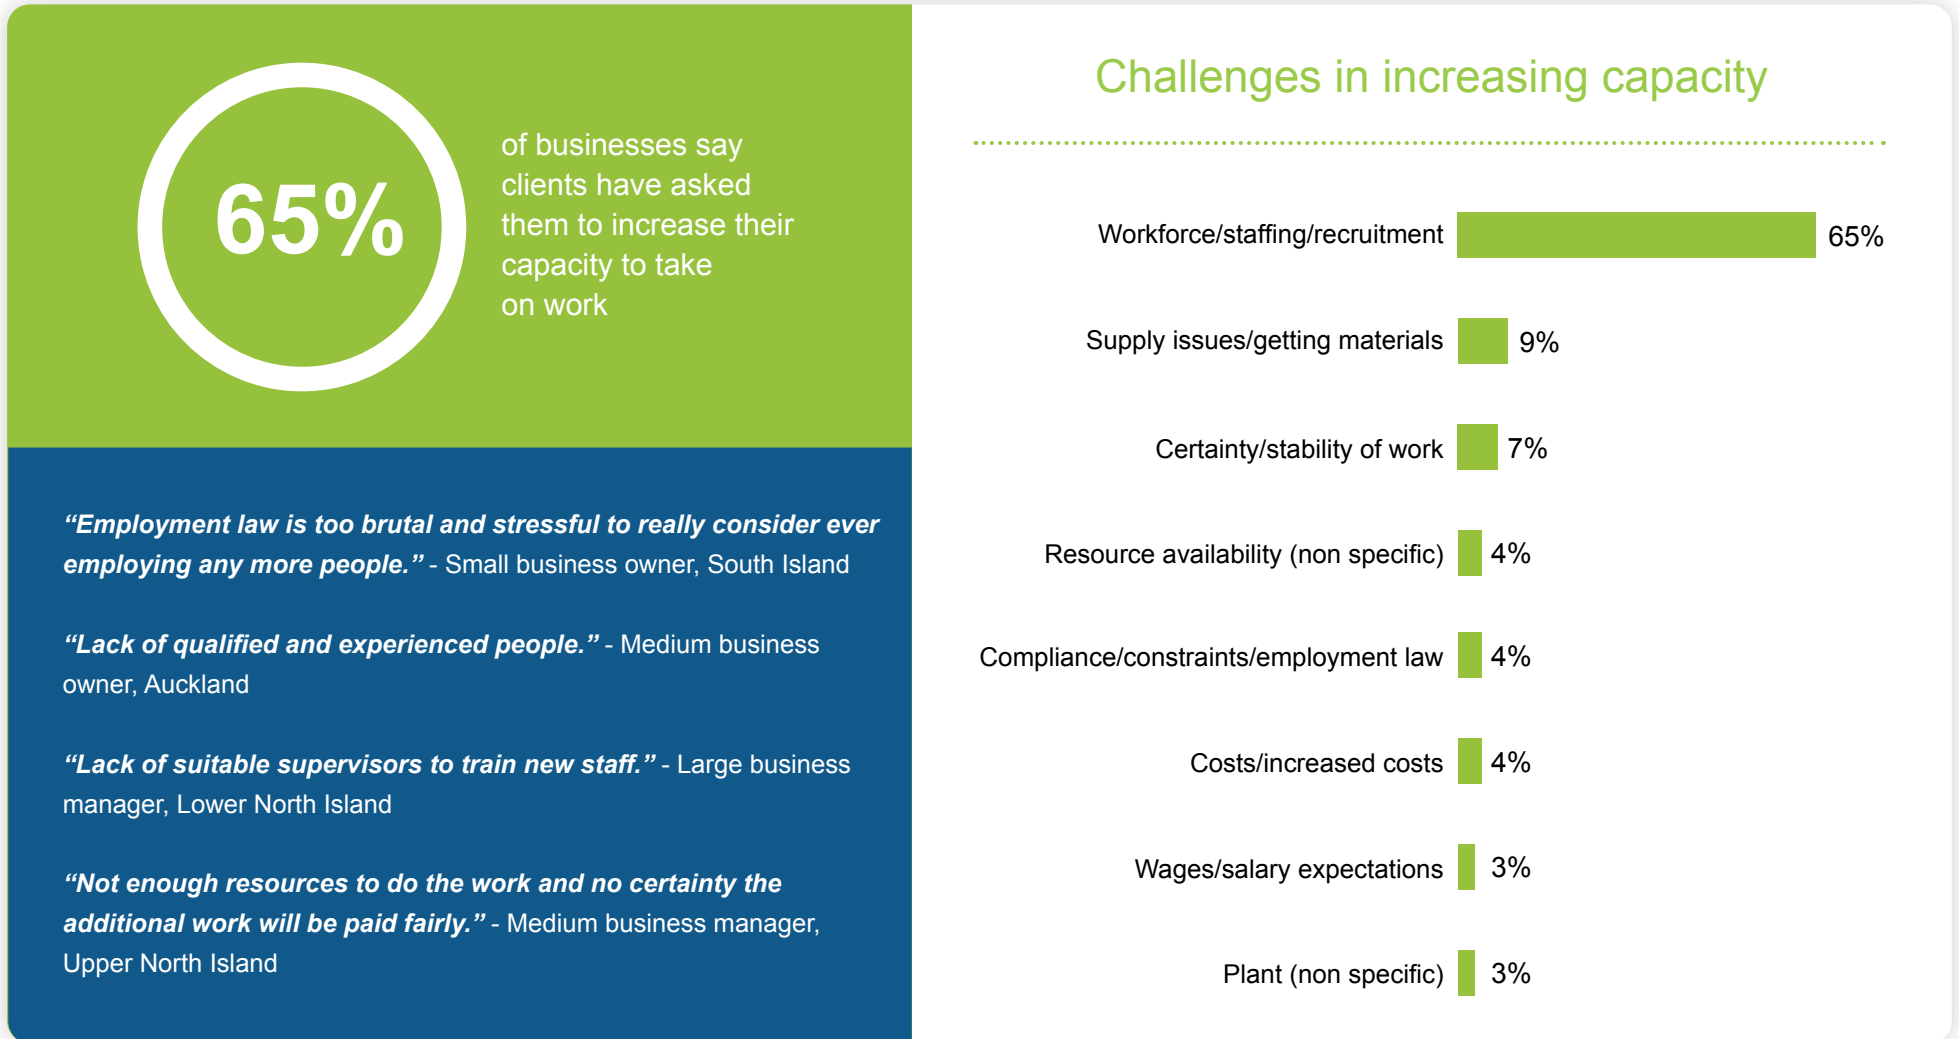 65%
of businesses say
clients have asked
them to increase their
capacity to take
on work
“Employment law is too brutal and stressful to really consider ever
employing any more people.” - Small business owner, South Island
“Lack of qualified and experienced people.” - Medium business
owner, Auckland
“Lack of suitable supervisors to train new staff.” - Large business
manager, Lower North Island
“Not enough resources to do the work and no certainty the
additional work will be paid fairly.” - Medium business manager,
Upper North Island
Challenges in increasing capacity
Workforce/staffing/recruitment 65%
Supply issues/getting materials 9%
Certainty/stability of work 7%
Resource availability (non specific) 4%
Compliance/constraints/employment law 4%
Costs/increased costs 4%
Wages/salary expectations 3%
Plant (non specific) 3%